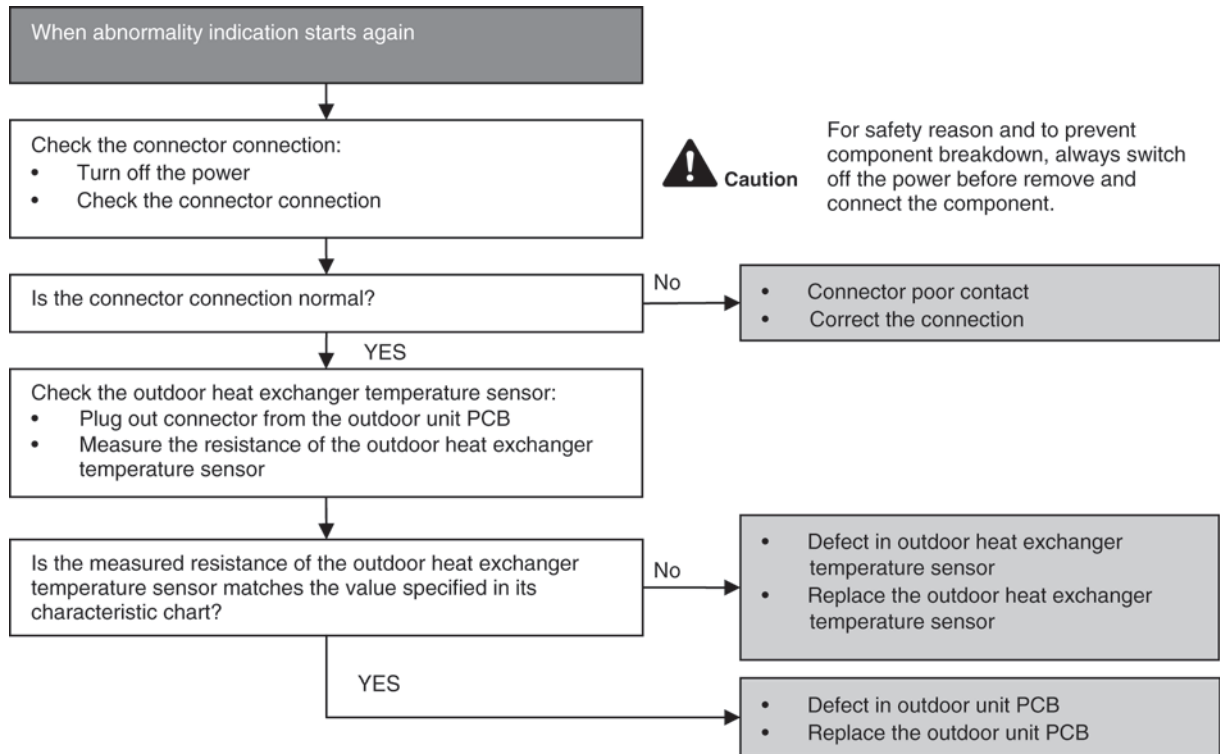 When abnormality indication starts again
Check the connector connection:
• Turn off the power
• Check the connector connection
Caution
For safety reason and to prevent
component breakdown, always switch
off the power before remove and
connect the component.
Is the connector connection normal?
No
• Connector poor contact
• Correct the connection
YES
Check the outdoor heat exchanger temperature sensor:
• Plug out connector from the outdoor unit PCB
• Measure the resistance of the outdoor heat exchanger
temperature sensor
Is the measured resistance of the outdoor heat exchanger
temperature sensor matches the value specified in its
characteristic chart?
No
• Defect in outdoor heat exchanger
temperature sensor
• Replace the outdoor heat exchanger
temperature sensor
YES
• Defect in outdoor unit PCB
• Replace the outdoor unit PCB